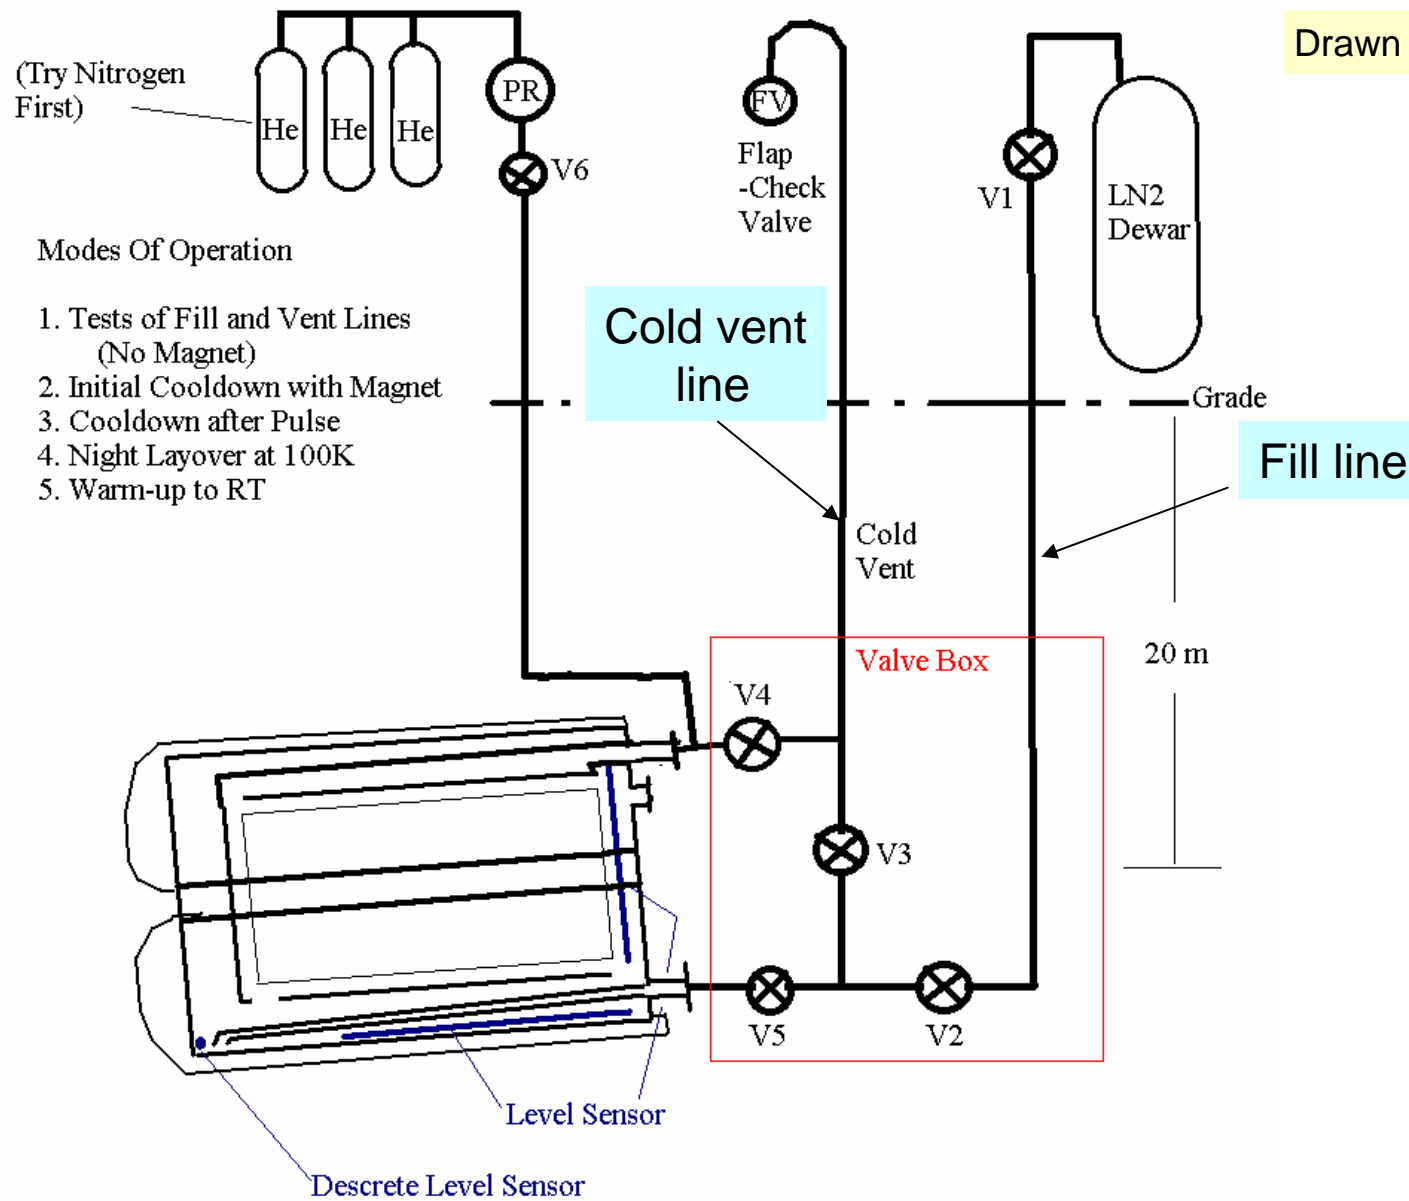 Drawn
(Try Nitrogen
First)
He
He
He
PR
V6
FV
Flap
-Check
Valve
V1
LN2
Dewar
Modes Of Operation
1. Tests of Fill and Vent Lines
(No Magnet)
2. Initial Cooldown with Magnet
3. Cooldown after Pulse
4. Night Layover at 100K
5. Warm-up to RT
Cold vent
line
Grade
Fill line
Cold
Vent
20 m
Valve Box
V4
V3
V5
V2
Level Sensor
Descrete Level Sensor